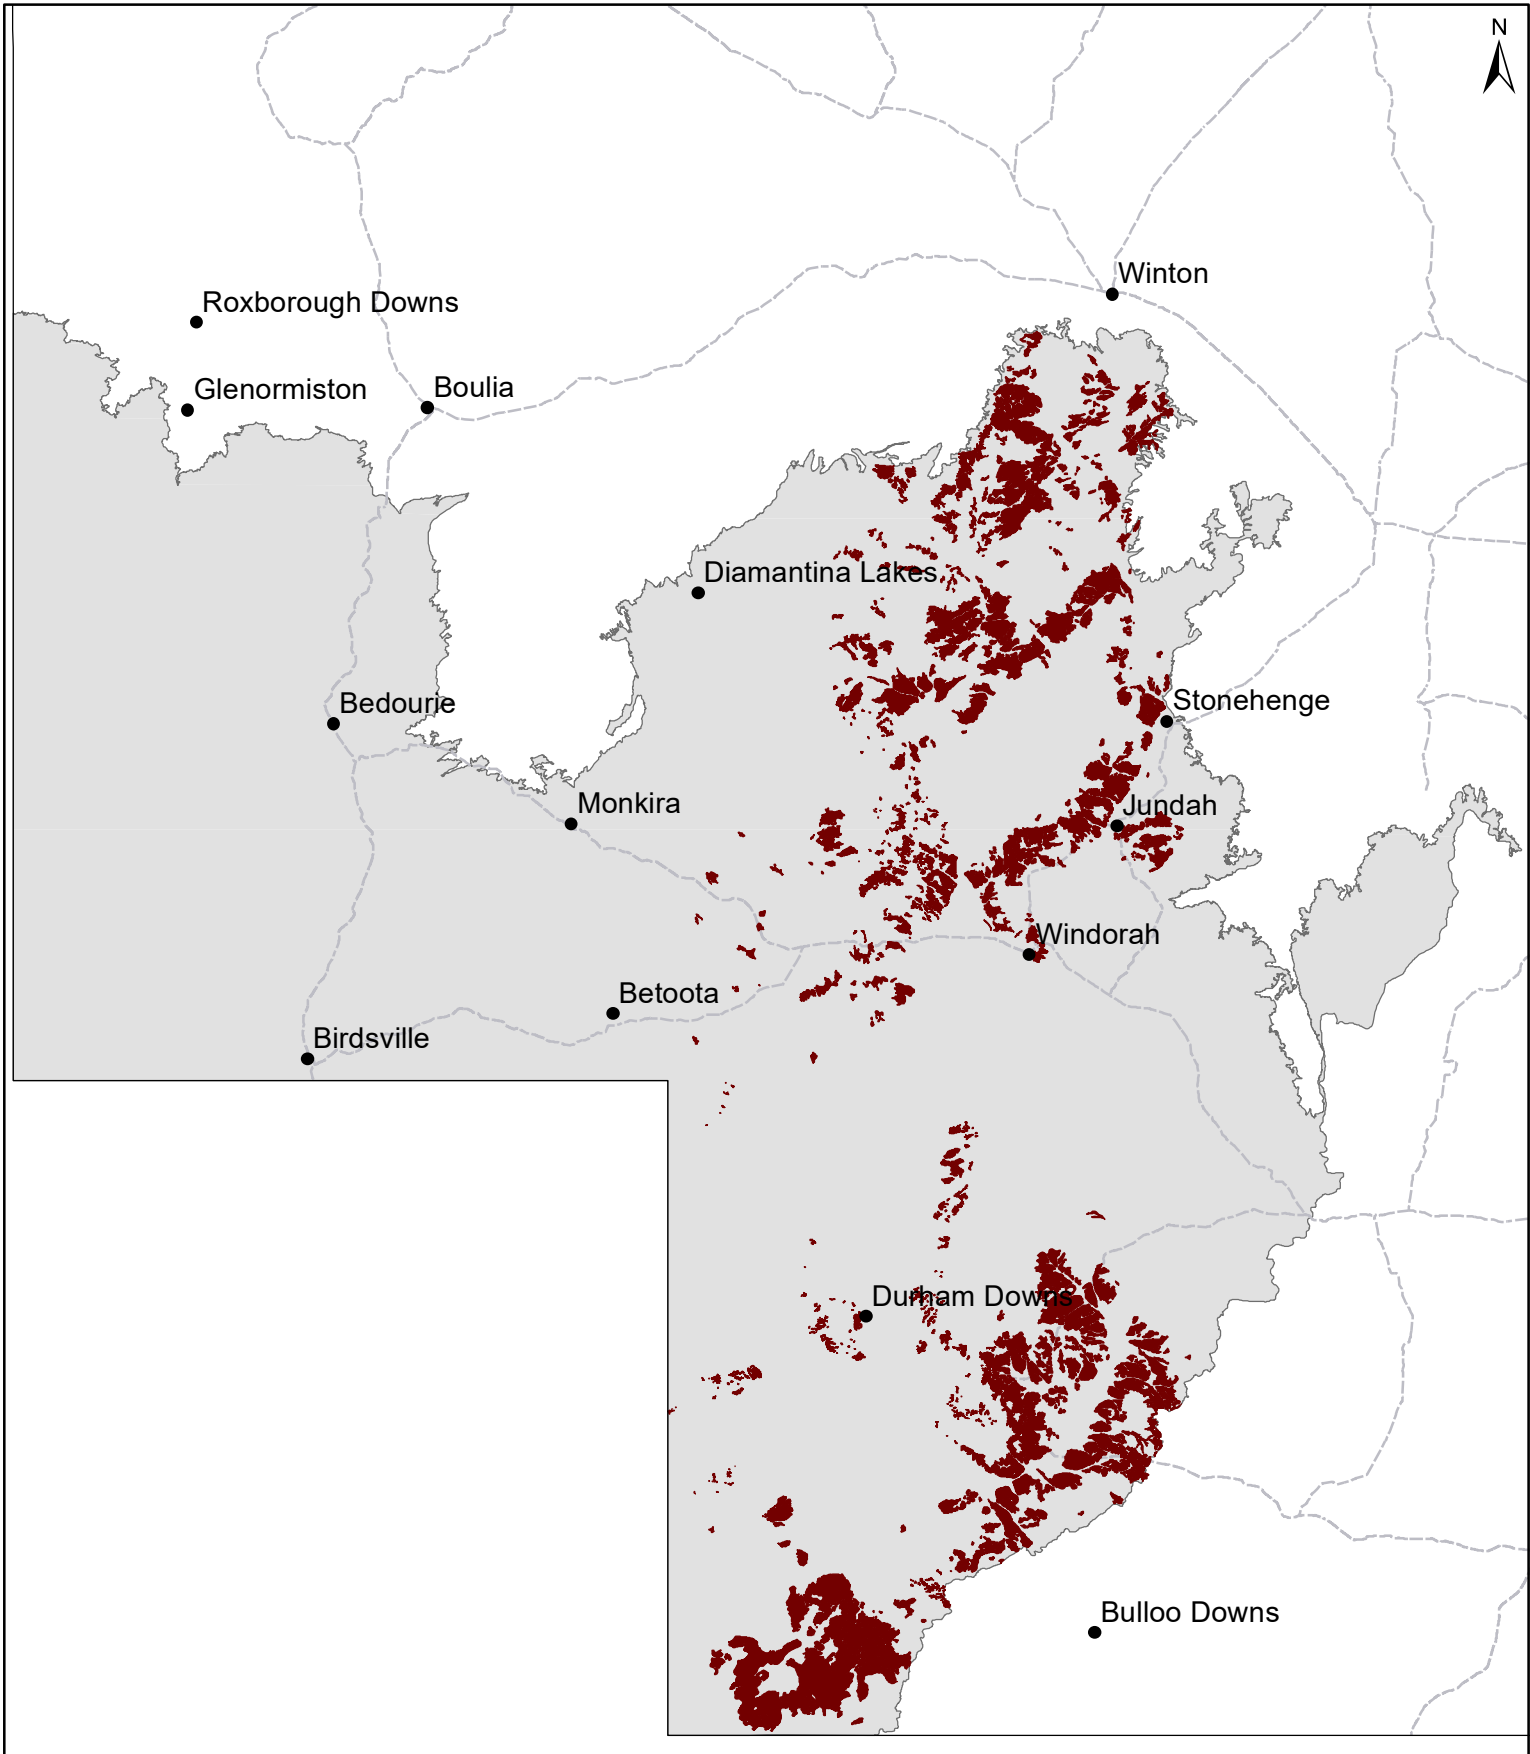 N
Winton
Roxborough Downs
Glenormiston
Boulia
Diamantina Lakes
Bedourie
Stonehenge
Monkira
Jundah
Windorah
Betoota
Birdsville
Durham Downs
Bulloo Downs